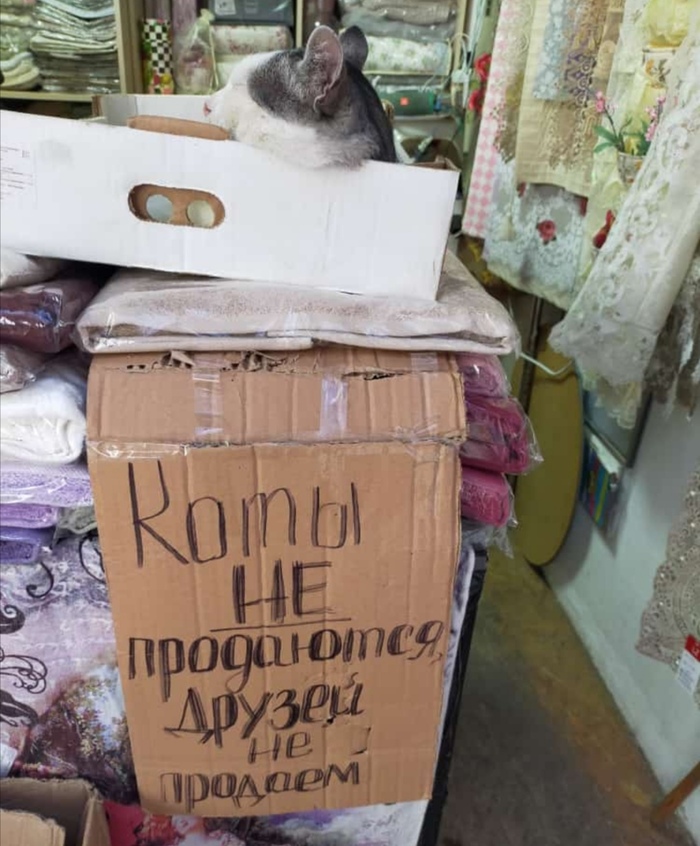 Коты
НЕ
продаются,
Друзей
не
продаем